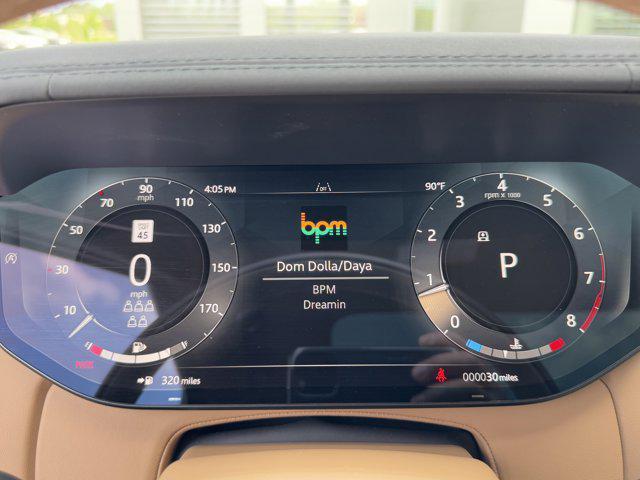 4:05 PM
90°F
90
mph
70
110
50
130
30
150
10
170
45
0
mph
bpm
Dom Dolla/Daya
BPM
Dreamin
4
rpm x 1000
3
5
2
6
1
7
0
8
P
E
F
PARK
320 miles
000030 miles
OFF